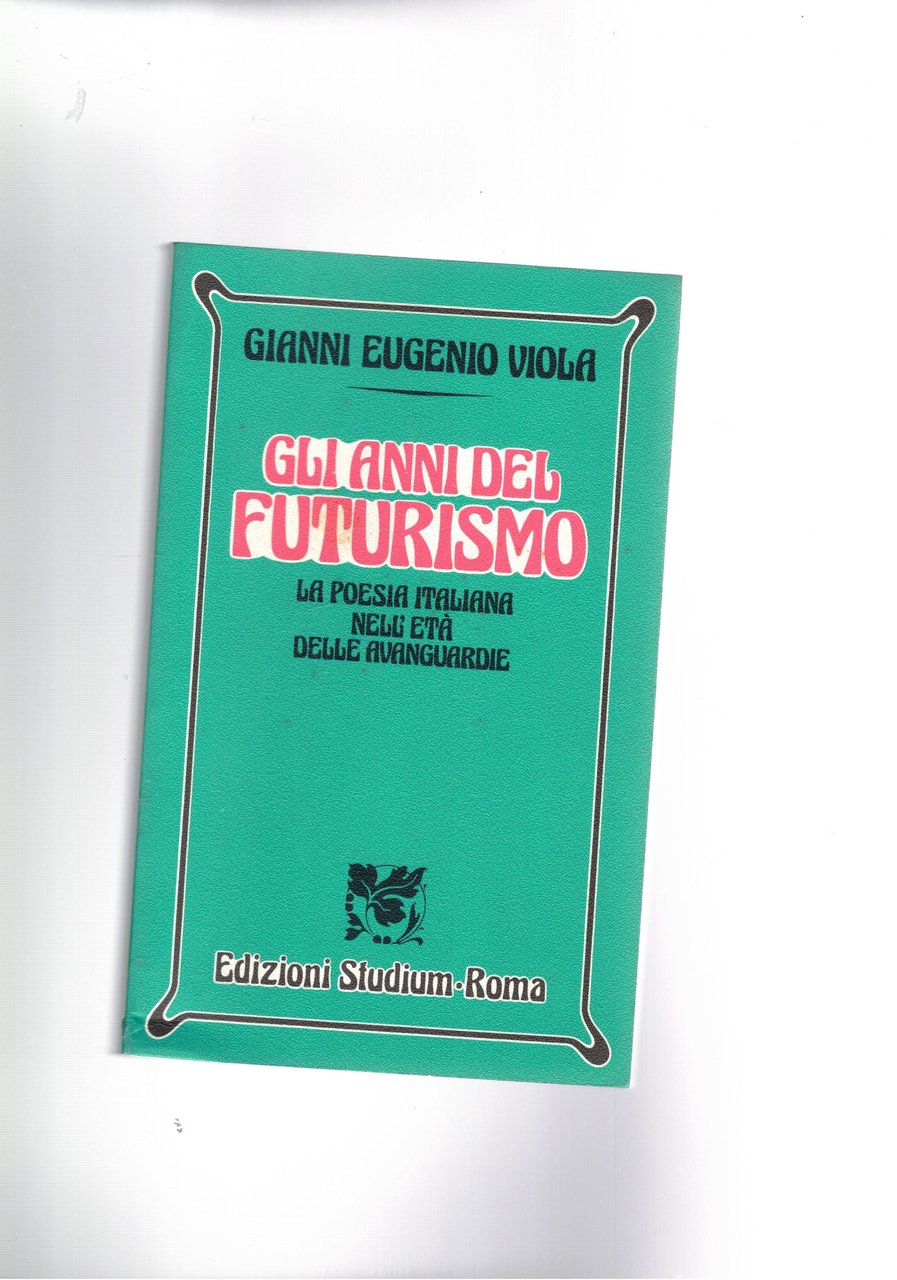 GIANNI EUGENIO VIOLA
GLI ANNI DEL
FUTURISMO
LA POESIA ITALIANA
NELL'ETÀ
DELLE AVANGUARDIE
Edizioni Studium·Roma